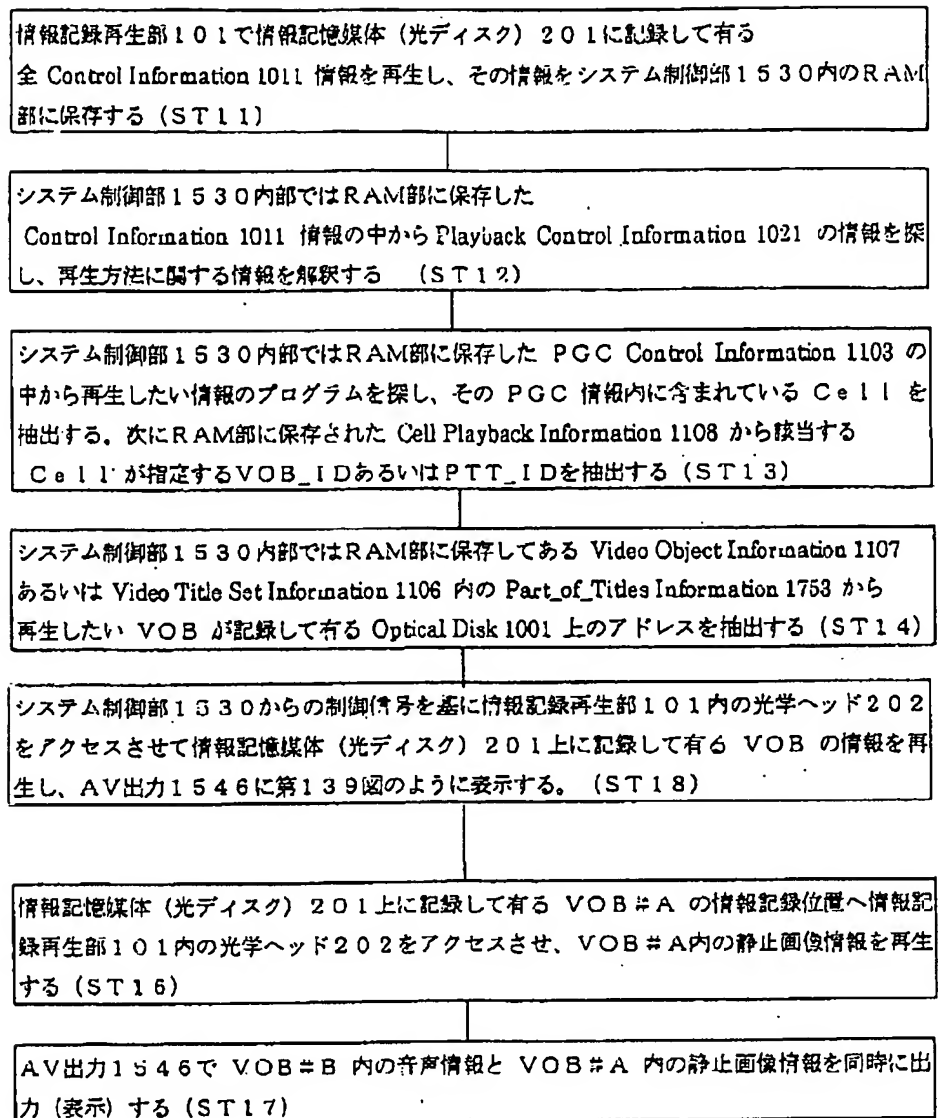 情報記録再生部101で情報記憶媒体（光ディスク）201に記録して有る
全 Control Information 1011 情報を再生し、その情報をシステム制御部1530内のRAM
部に保存する（ST11）
システム制御部1530内部ではRAM部に保存した
Control Information 1011 情報の中から Playback Control Information 1021 の情報を探
し、再生方法に関する情報を解釈する （ST12）
システム制御部1530内部ではRAM部に保存した PGC Control Information 1103 の
中から再生したい情報のプログラムを探し、その PGC 情報内に含まれている Cell を
抽出する。次にRAM部に保存された Cell Playback Information 1108 から該当する
Cell が指定するVOB_IDあるいはPTT_IDを抽出する（ST13）
システム制御部1530内部ではRAM部に保存してある Video Object Information 1107
あるいは Video Title Set Information 1106 内の Part_of_Titles Information 1753 から
再生したい VOB が記録して有る Optical Disk 1001 上のアドレスを抽出する（ST14）
システム制御部1530からの制御信号を基に情報記録再生部101内の光学ヘッド202
をアクセスさせて情報記憶媒体（光ディスク）201上に記録して有る VOB の情報を再
生し、AV出力1546に第139図のように表示する。（ST18）
情報記憶媒体（光ディスク）201上に記録して有る VOB#A の情報記録位置へ情報記
録再生部101内の光学ヘッド202をアクセスさせ、VOB#A内の静止画像情報を再生
する（ST16）
AV出力1546で VOB#B 内の音声情報と VOB#A 内の静止画像情報を同時に出
力（表示）する（ST17）